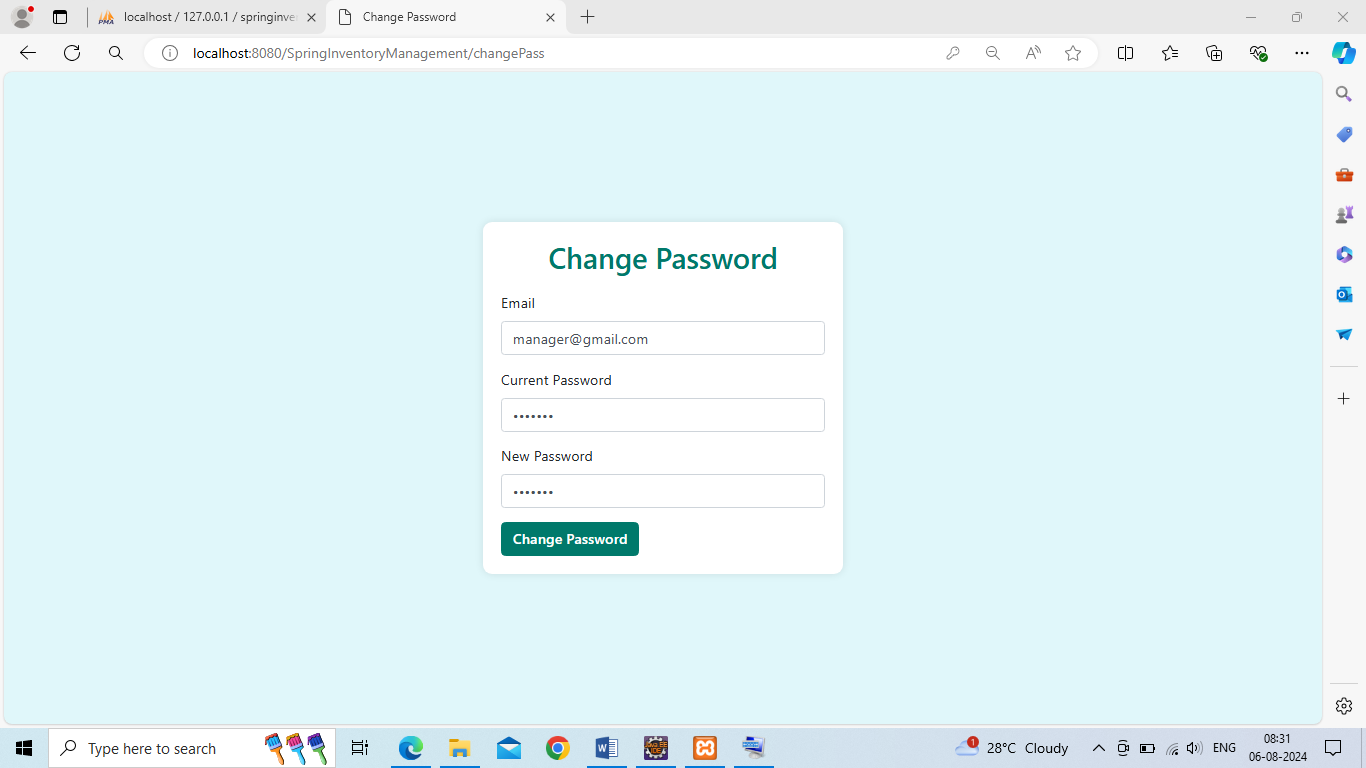 localhost / 127.0.0.1 / springinve
Change Password
localhost:8080/SpringInventoryManagement/changePass
Change Password
Email
manager@gmail.com
Current Password
•••••••
New Password
•••••••
Change Password
Type here to search
1
28°C Cloudy
ENG
08:31
06-08-2024